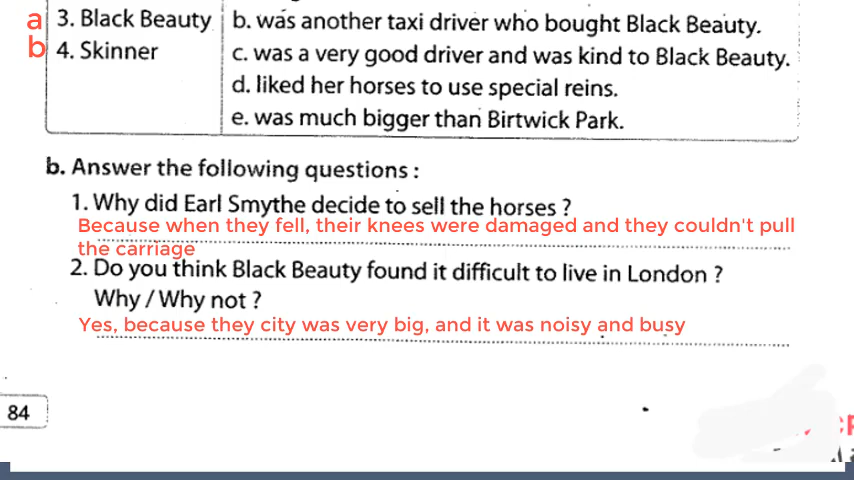 a 3. Black Beauty b. was another taxi driver who bought Black Beauty.
b 4. Skinner c. was a very good driver and was kind to Black Beauty.
d. liked her horses to use special reins.
e. was much bigger than Birtwick Park.
b. Answer the following questions :
1. Why did Earl Smythe decide to sell the horses ?
Because when they fell, their knees were damaged and they couldn't pull
the carriage
2. Do you think Black Beauty found it difficult to live in London ?
Why / Why not ?
Yes, because they city was very big, and it was noisy and busy
84